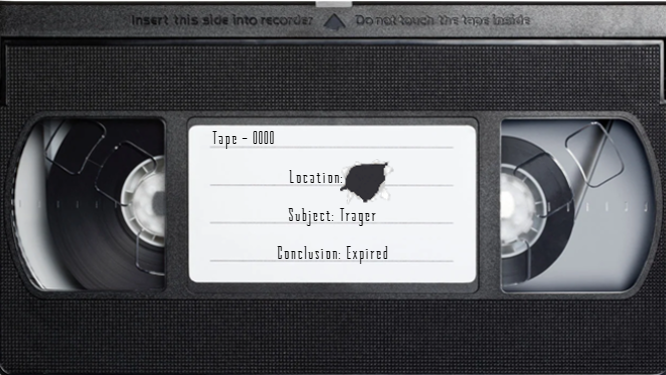 Insert this side into recorder Do not touch the tape inside
Tape - 0000
Location:
Subject: Trager
Conclusion: Expired